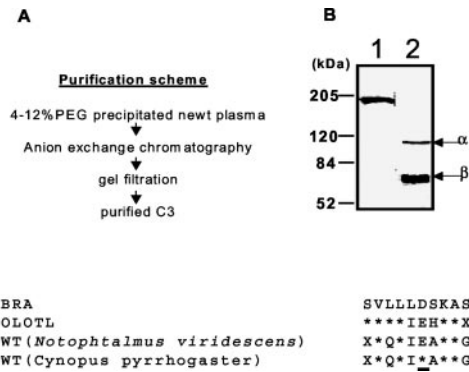 A
Purification scheme
4-12%PEG precipitated newt plasma
Anion exchange chromatography
gel filtration
purified C3
B
(kDa)
1 2
205
120
84
52
α
β
BRA SVLLLDSKAS
OLOTL ****IEH**X
WT(Notophtalmus viridescens) X*Q*IEA**G
WT(Cynopus pyrrhogaster) X*Q*I*A**G